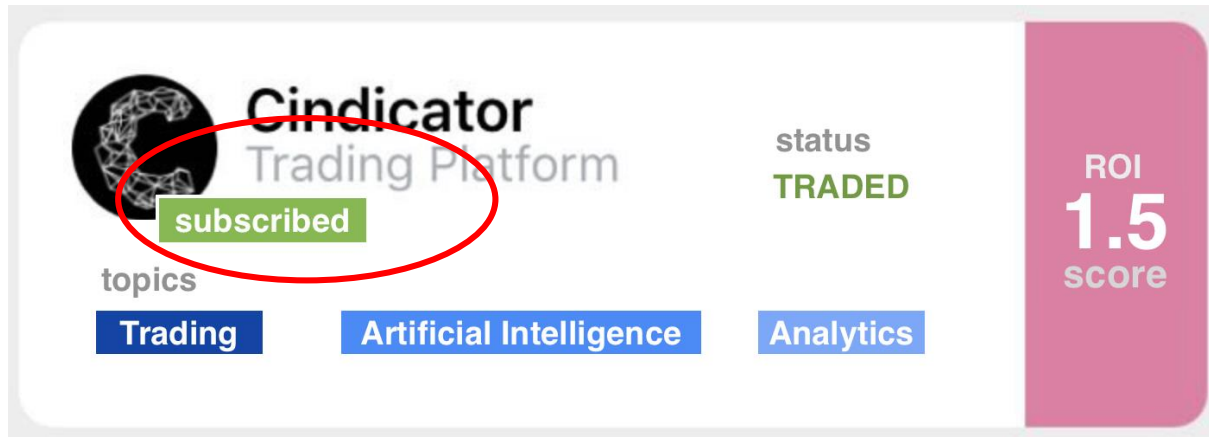 Cindicator
Trading Platform
subscribed
status
TRADED
topics
Trading
Artificial Intelligence
Analytics
ROI
1.5
score